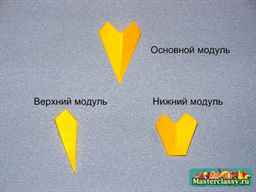 Основной модуль
Верхний модуль
Нижний модуль
Masterclassy.ru